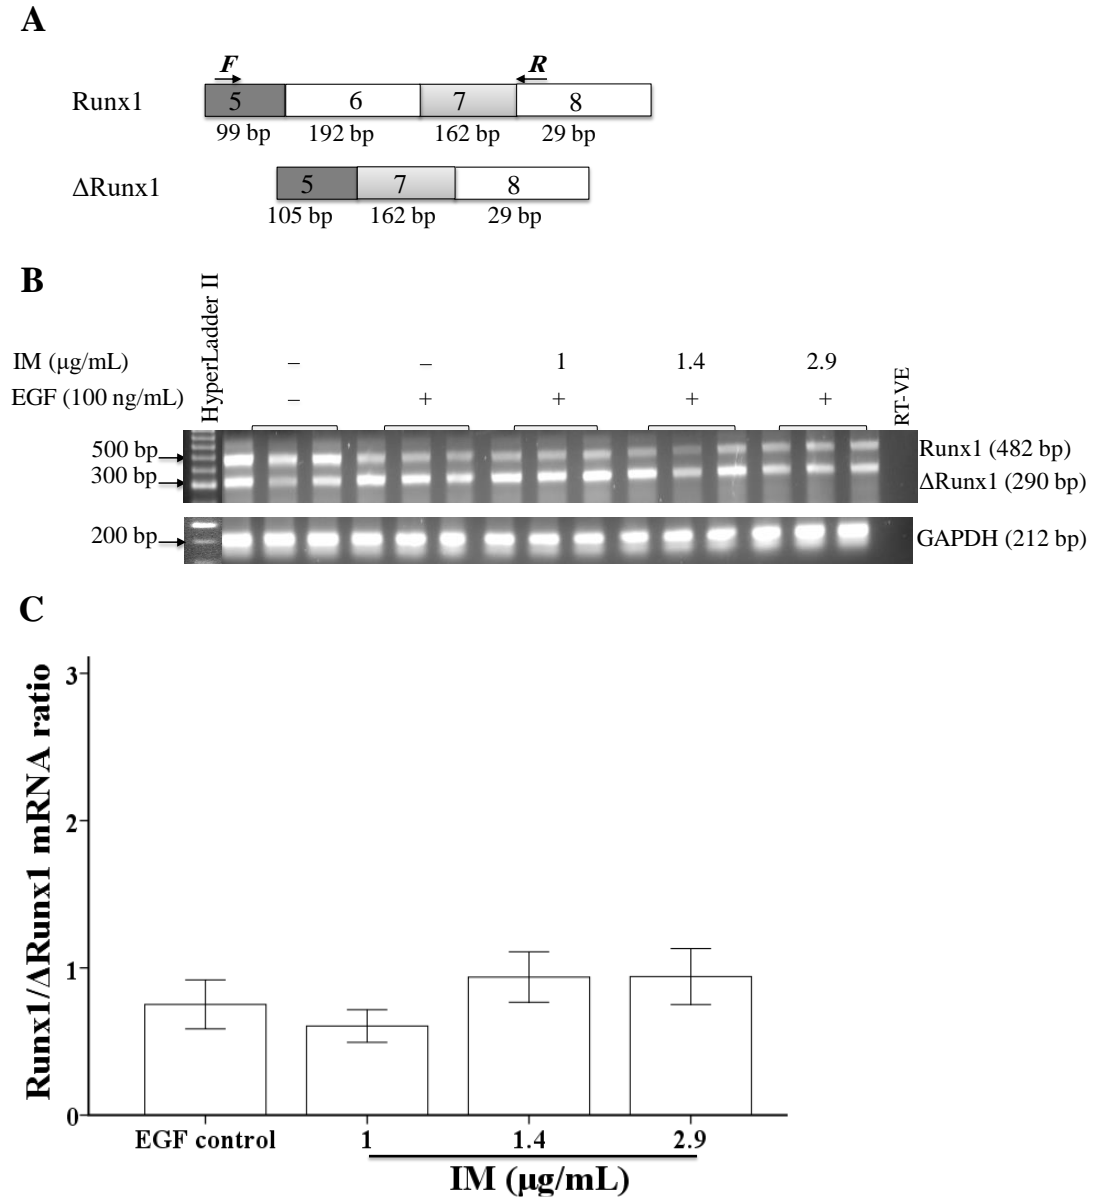 A
F R
Runx1 5 6 7 8
99 bp 192 bp 162 bp 29 bp
ΔRunx1 5 7 8
105 bp 162 bp 29 bp
B
HyperLadder II
IM (μg/mL) – – 1 1.4 2.9
EGF (100 ng/mL) – + + + +
RT-VE
500 bp Runx1 (482 bp)
300 bp ΔRunx1 (290 bp)
200 bp GAPDH (212 bp)
C
Runx1/ΔRunx1 mRNA ratio
3
2
1
0
EGF control 1 1.4 2.9
IM (μg/mL)